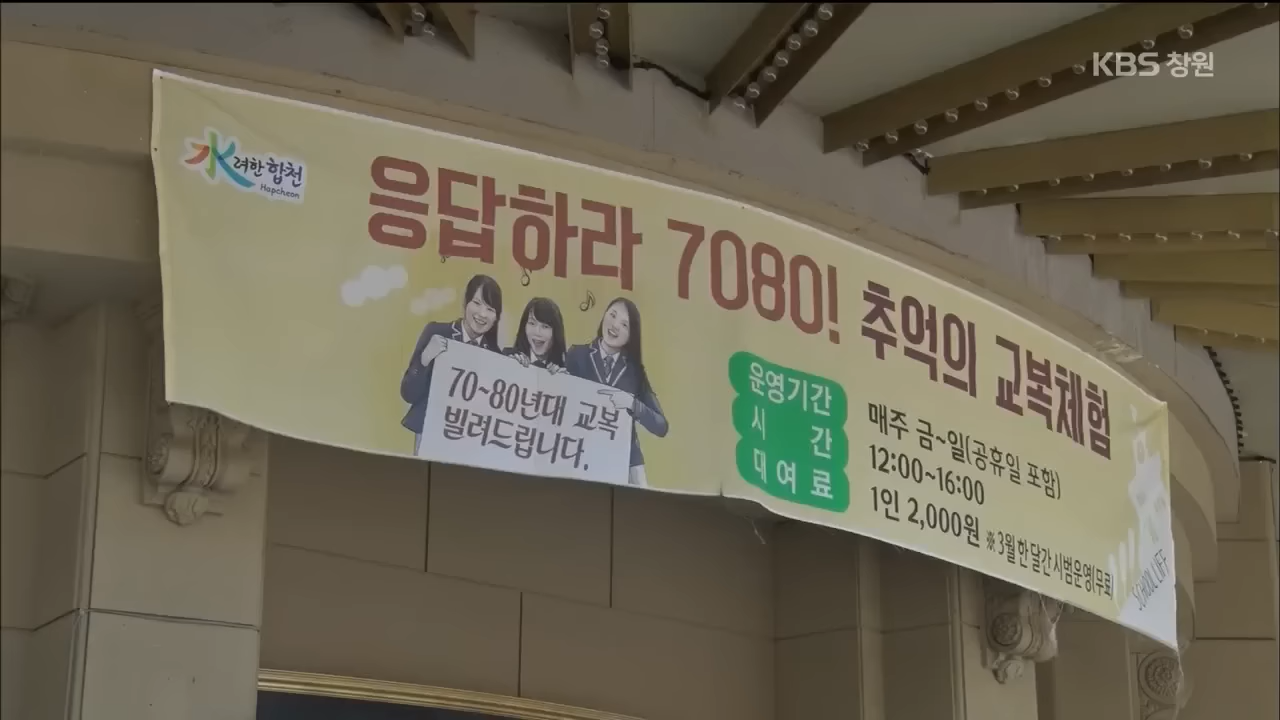 KBS 창원
水려한 합천
Hapcheon
응답하라 7080! 추억의 교복체험
70~80년대 교복
빌려드립니다.
운영기간 매주 금~일(공휴일 포함)
시 간 12:00~16:00
대여료 1인 2,000원 ※3월 한달간 시범운영(무료)
SCHOOL LIFE